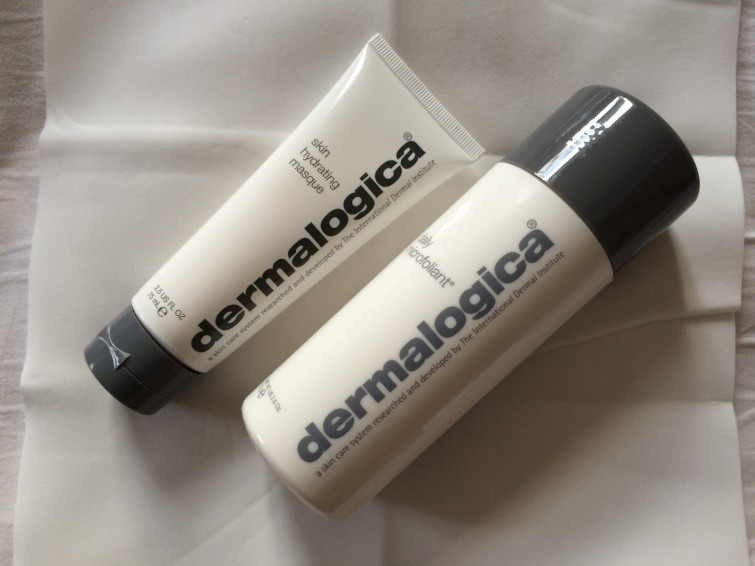 skin
hydrating
masque
dermalogica®
a skin care system researched and developed by The International Dermal Institute
2.5 US FL OZ
75 mL ℮
microfoliant®
dermalogica®
a skin care system researched and developed by The International Dermal Institute